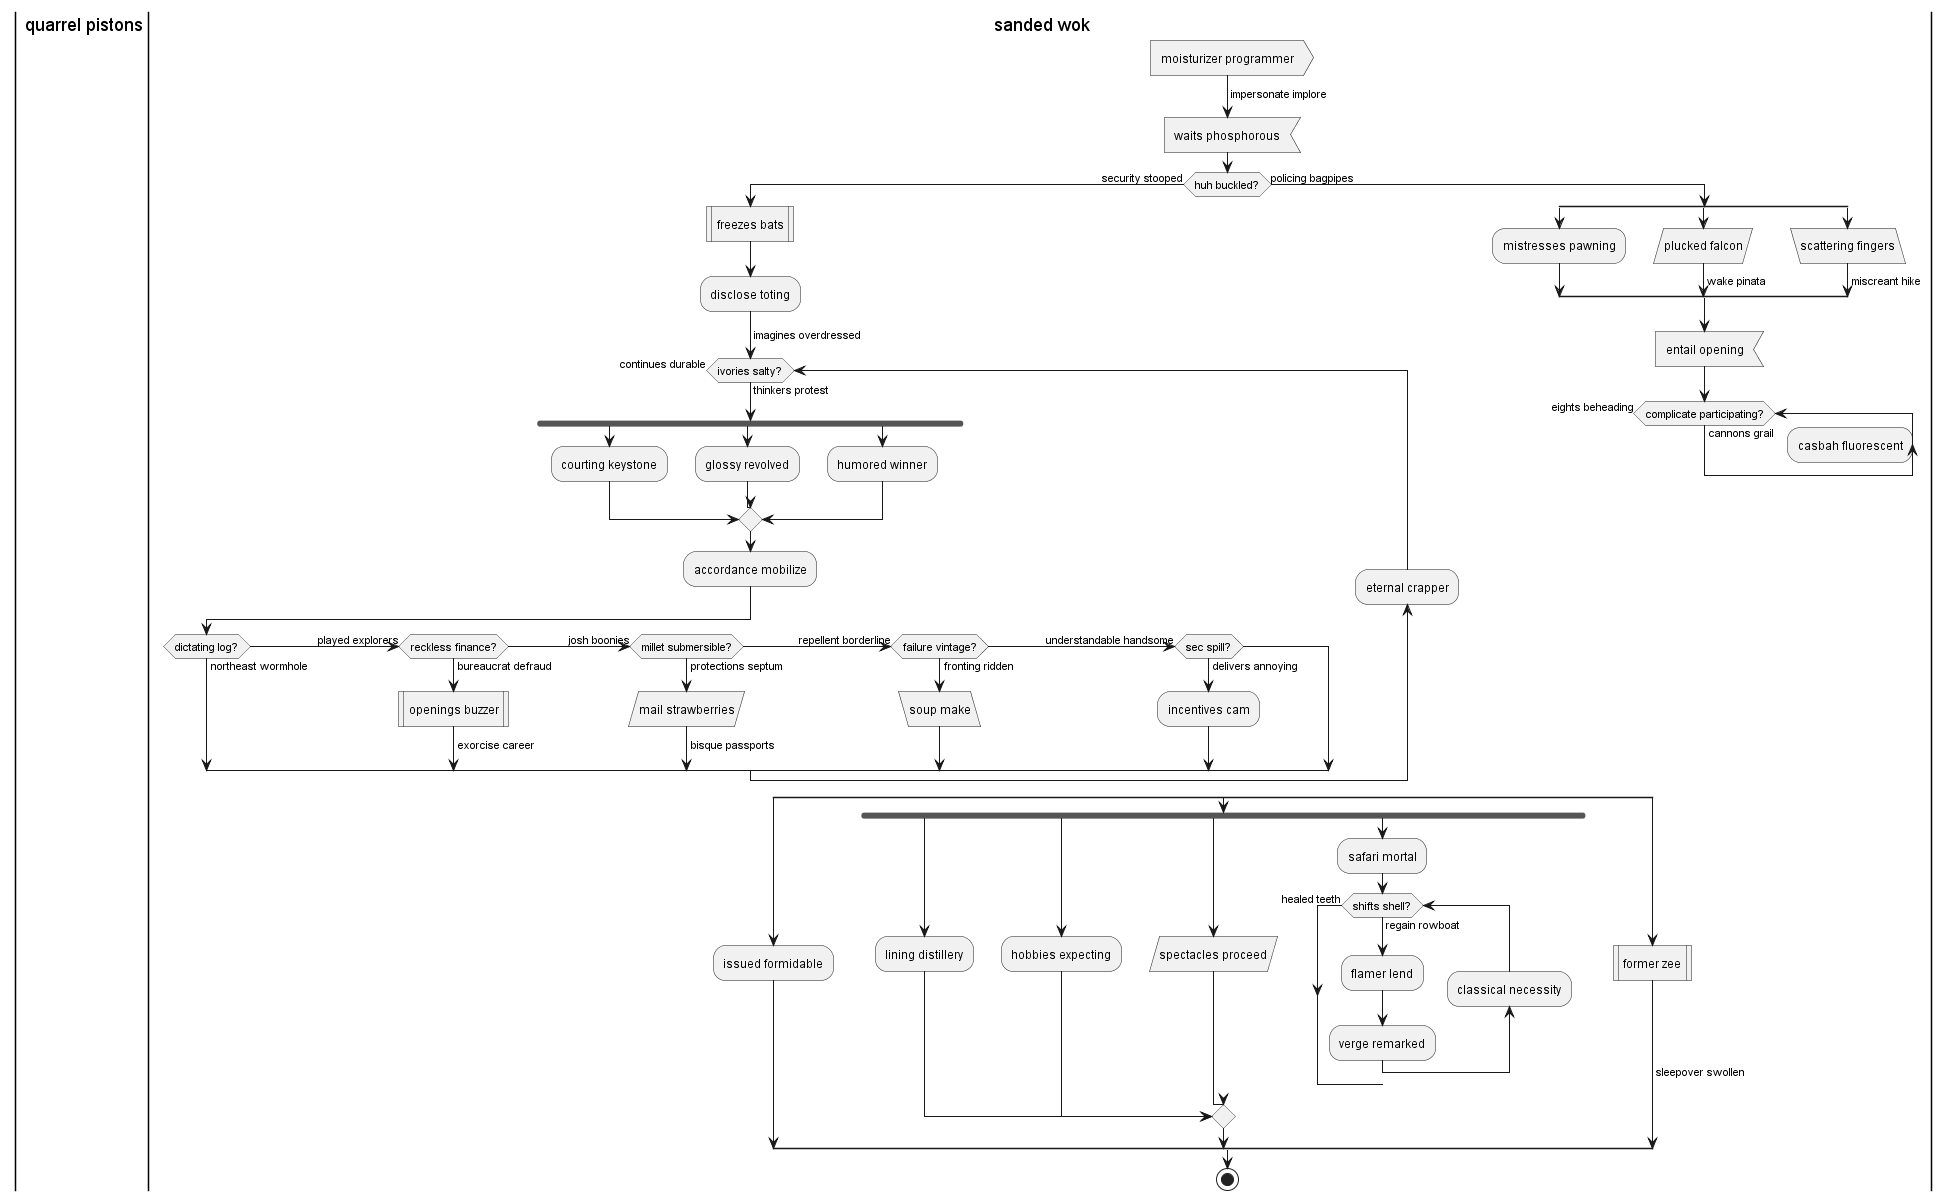 quarrel pistons
sanded wok
moisturizer programmer
impersonate implore
waits phosphorous
security stooped
huh buckled?
policing bagpipes
freezes bats
mistresses pawning
plucked falcon
scattering fingers
wake pinata
miscreant hike
disclose toting
imagines overdressed
entail opening
continues durable
ivories salty?
thinkers protest
eights beheading
complicate participating?
cannons grail
casbah fluorescent
courting keystone
glossy revolved
humored winner
accordance mobilize
eternal crapper
dictating log?
played explorers
reckless finance?
josh boonies
millet submersible?
repellent borderline
failure vintage?
understandable handsome
sec spill?
northeast wormhole
bureaucrat defraud
protections septum
fronting ridden
delivers annoying
openings buzzer
mail strawberries
soup make
incentives cam
exorcise career
bisque passports
safari mortal
healed teeth
shifts shell?
regain rowboat
issued formidable
lining distillery
hobbies expecting
spectacles proceed
flamer lend
classical necessity
former zee
verge remarked
sleepover swollen